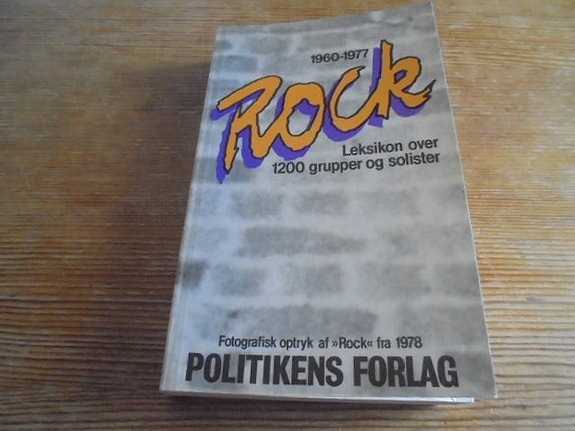 1960-1977
Rock
Leksikon over
1200 grupper og solister
Fotografisk optryk af »Rock« fra 1978
POLITIKENS FORLAG